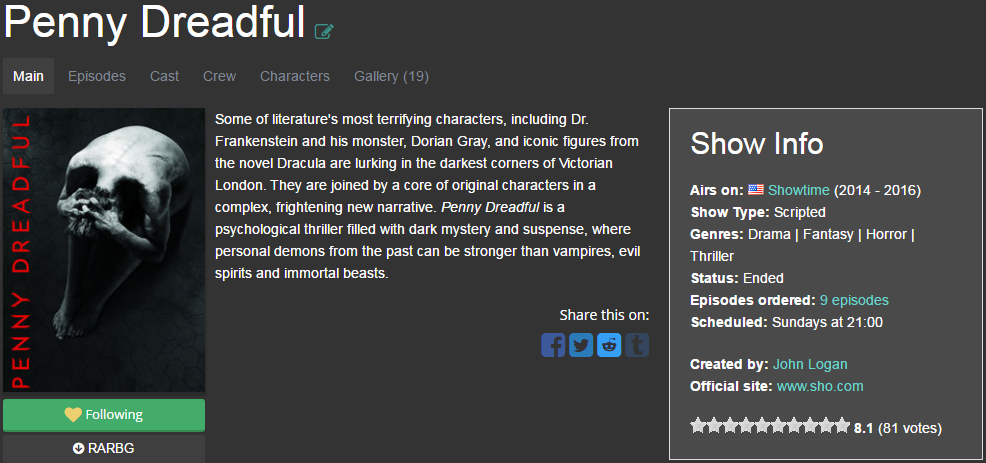 Penny Dreadful
Main Episodes Cast Crew Characters Gallery (19)
PENNY DREADFUL
Some of literature's most terrifying characters, including Dr.
Frankenstein and his monster, Dorian Gray, and iconic figures from
the novel Dracula are lurking in the darkest corners of Victorian
London. They are joined by a core of original characters in a
complex, frightening new narrative. Penny Dreadful is a
psychological thriller filled with dark mystery and suspense, where
personal demons from the past can be stronger than vampires, evil
spirits and immortal beasts.
Share this on:
Following
RARBG
Show Info
Airs on: Showtime (2014 - 2016)
Show Type: Scripted
Genres: Drama | Fantasy | Horror |
Thriller
Status: Ended
Episodes ordered: 9 episodes
Scheduled: Sundays at 21:00
Created by: John Logan
Official site: www.sho.com
8.1 (81 votes)